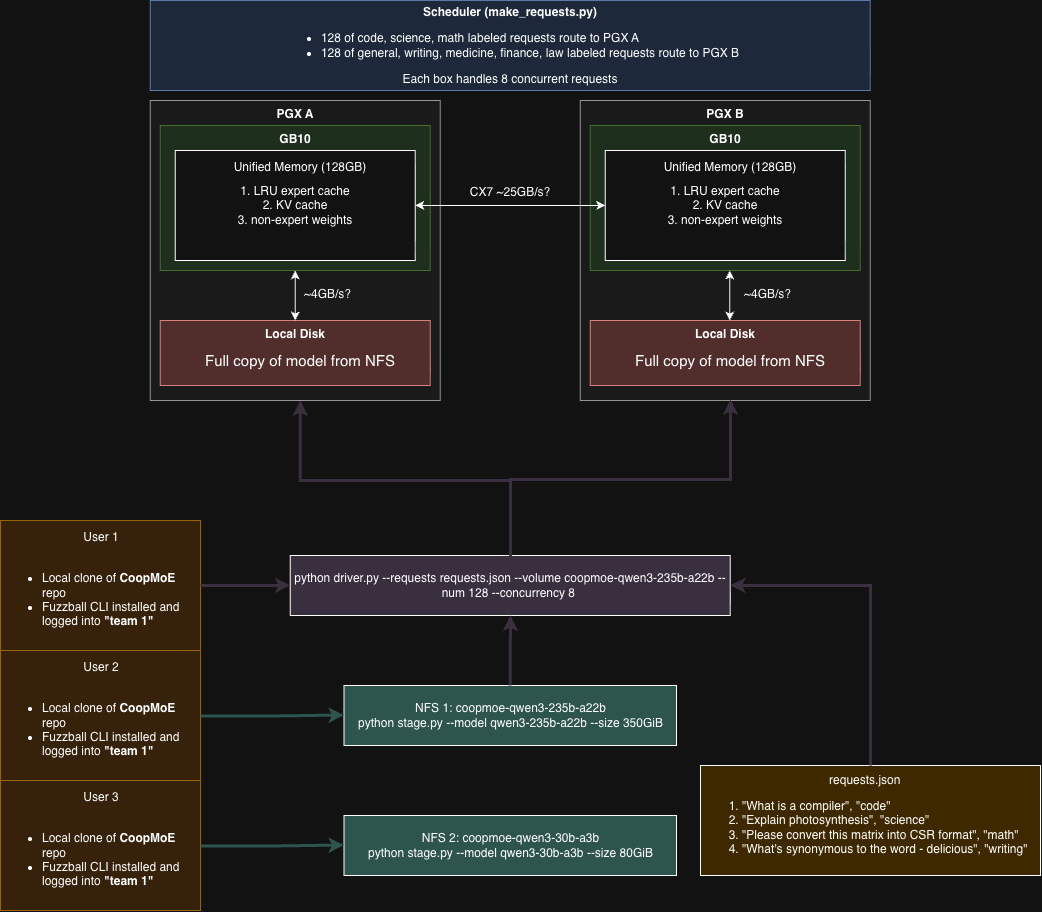 Scheduler (make_requests.py)
• 128 of code, science, math labeled requests route to PGX A
• 128 of general, writing, medicine, finance, law labeled requests route to PGX B
Each box handles 8 concurrent requests
PGX A
GB10
Unified Memory (128GB)
1. LRU expert cache
2. KV cache
3. non-expert weights
CX7 ~25GB/s?
PGX B
GB10
Unified Memory (128GB)
1. LRU expert cache
2. KV cache
3. non-expert weights
~4GB/s?
~4GB/s?
Local Disk
Full copy of model from NFS
Local Disk
Full copy of model from NFS
User 1
• Local clone of CoopMoE
repo
• Fuzzball CLI installed and
logged into "team 1"
python driver.py --requests requests.json --volume coopmoe-qwen3-235b-a22b --
num 128 --concurrency 8
User 2
• Local clone of CoopMoE
repo
• Fuzzball CLI installed and
logged into "team 1"
NFS 1: coopmoe-qwen3-235b-a22b
python stage.py --model qwen3-235b-a22b --size 350GiB
User 3
• Local clone of CoopMoE
repo
• Fuzzball CLI installed and
logged into "team 1"
NFS 2: coopmoe-qwen3-30b-a3b
python stage.py --model qwen3-30b-a3b --size 80GiB
requests.json
1. "What is a compiler", "code"
2. "Explain photosynthesis", "science"
3. "Please convert this matrix into CSR format", "math"
4. "What's synonymous to the word - delicious", "writing"